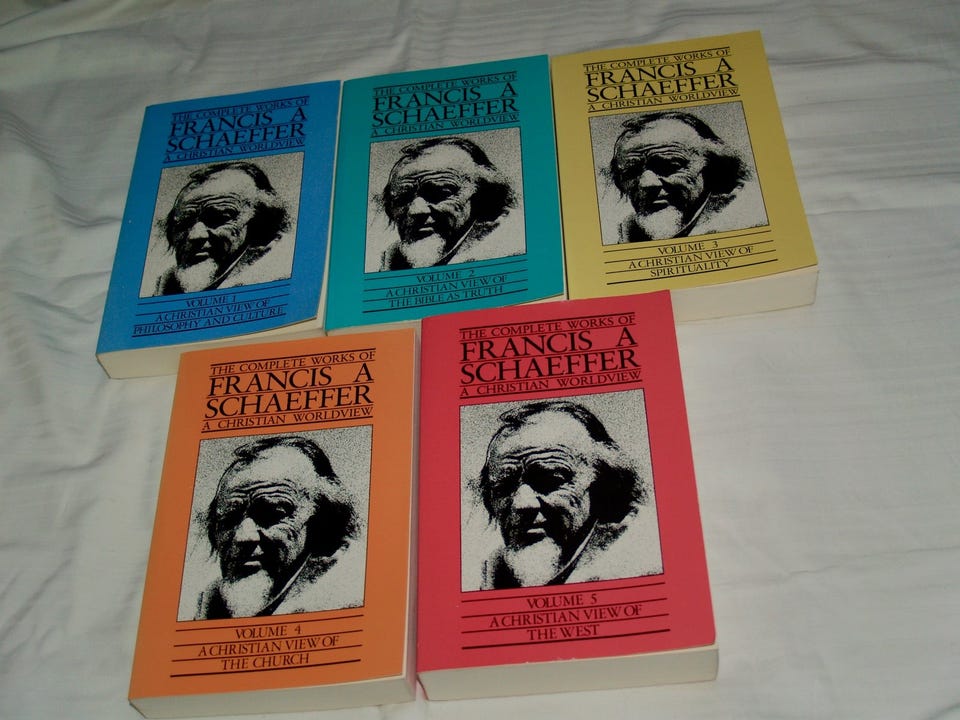 THE COMPLETE WORKS OF
FRANCIS A
SCHAEFFER
A CHRISTIAN WORLDVIEW
VOLUME 1
A CHRISTIAN VIEW OF
PHILOSOPHY AND CULTURE
THE COMPLETE WORKS OF
FRANCIS A
SCHAEFFER
A CHRISTIAN WORLDVIEW
VOLUME 2
A CHRISTIAN VIEW OF
THE BIBLE AS TRUTH
THE COMPLETE WORKS OF
FRANCIS A
SCHAEFFER
A CHRISTIAN WORLDVIEW
VOLUME 3
A CHRISTIAN VIEW OF
SPIRITUALITY
THE COMPLETE WORKS OF
FRANCIS A
SCHAEFFER
A CHRISTIAN WORLDVIEW
VOLUME 4
A CHRISTIAN VIEW OF
THE CHURCH
THE COMPLETE WORKS OF
FRANCIS A
SCHAEFFER
A CHRISTIAN WORLDVIEW
VOLUME 5
A CHRISTIAN VIEW OF
THE WEST